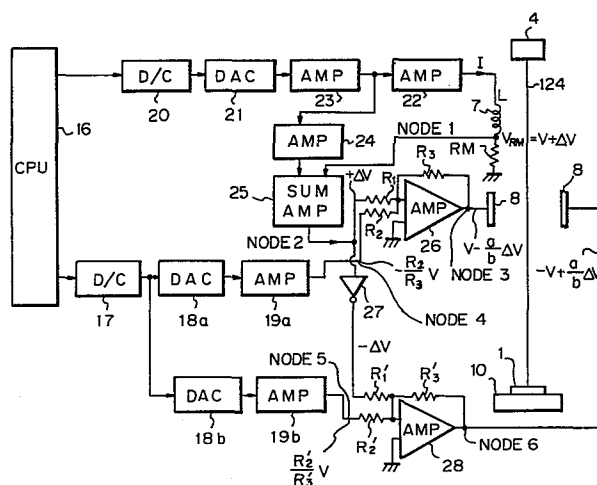 4
I
D/C
DAC
AMP
AMP
124
20
21
23
22
7
L
16
NODE 1
V_RM=V+ΔV
AMP
24
RM
R3
CPU
25
+ΔV
R1
8
8
SUM
AMP
AMP
R2
26
V-a/bΔV
NODE 2
NODE 3
-R2/R3 V
-V+a/bΔV
D/C
DAC
AMP
27
17
18a
19a
NODE 4
1
-ΔV
10
NODE 5
R1'
R3'
DAC
AMP
AMP
18b
19b
R2'
NODE 6
28
R2'/R3' V